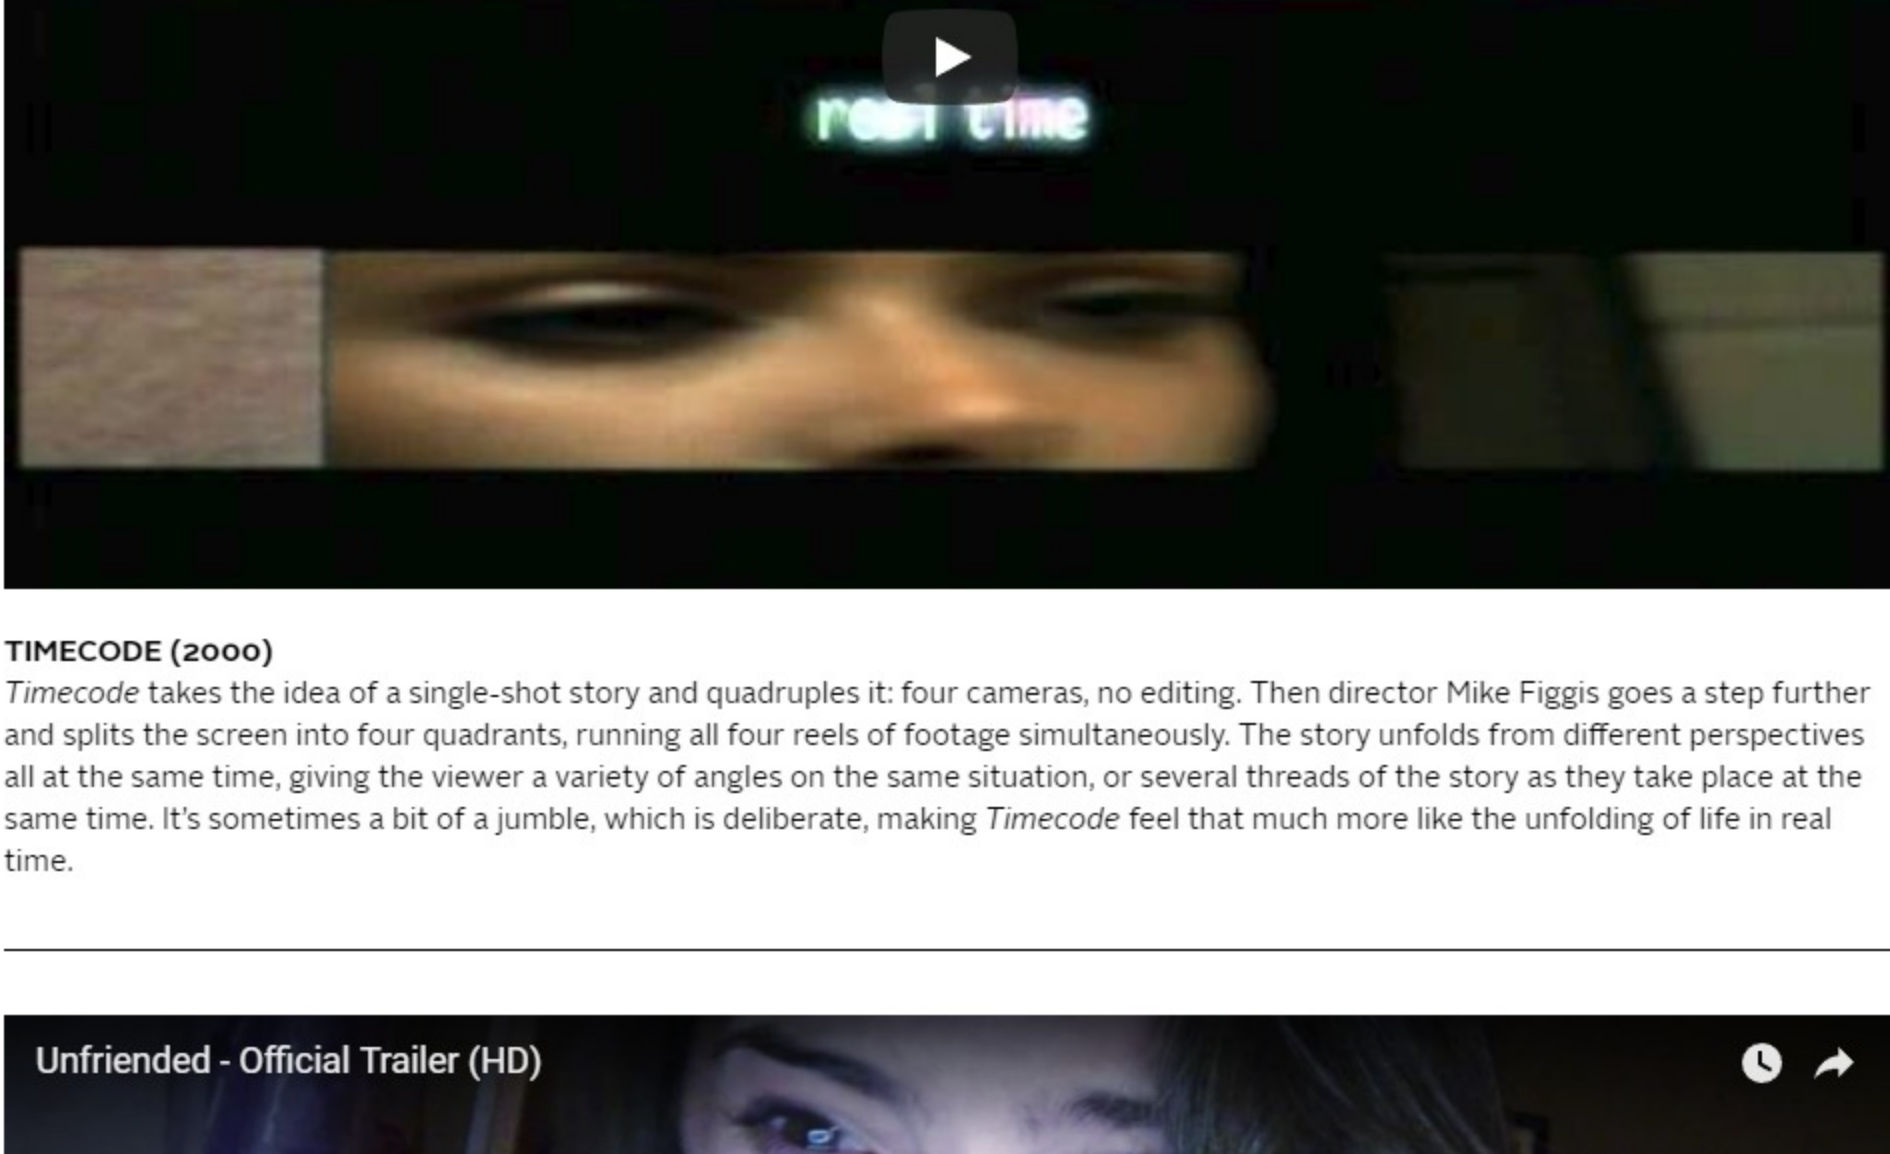 real time
TIMECODE (2000)
Timecode takes the idea of a single-shot story and quadruples it: four cameras, no editing. Then director Mike Figgis goes a step further
and splits the screen into four quadrants, running all four reels of footage simultaneously. The story unfolds from different perspectives
all at the same time, giving the viewer a variety of angles on the same situation, or several threads of the story as they take place at the
same time. It’s sometimes a bit of a jumble, which is deliberate, making Timecode feel that much more like the unfolding of life in real
time.
Unfriended - Official Trailer (HD)